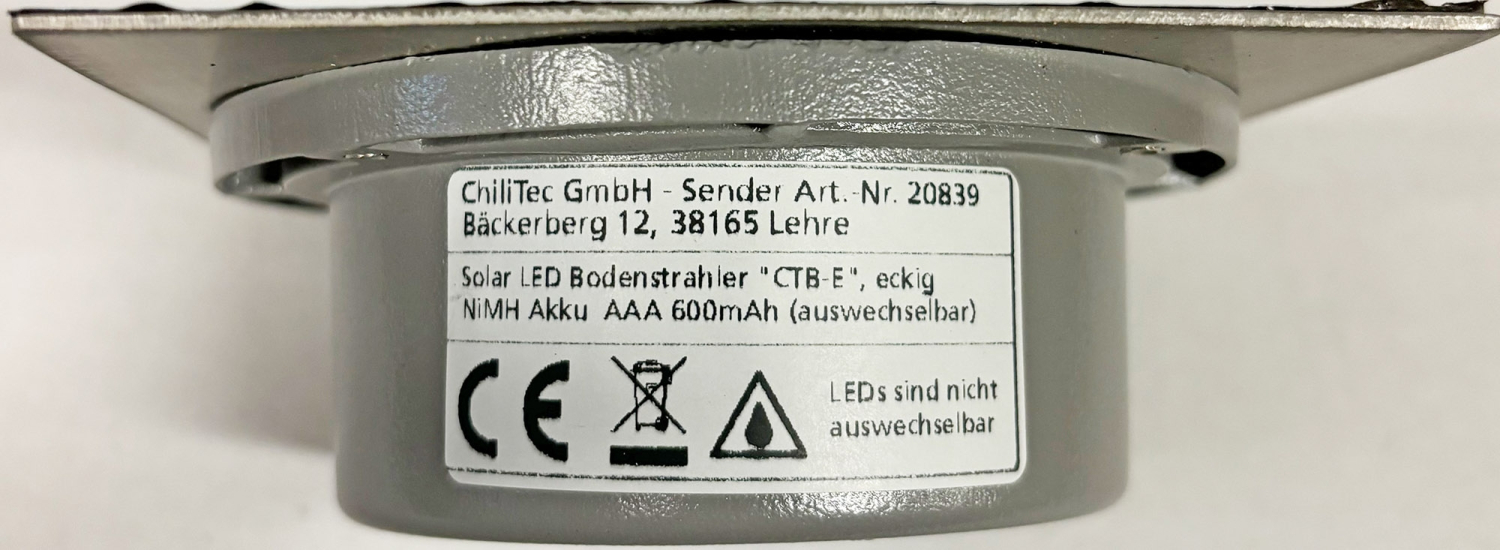 ChiliTec GmbH - Sender Art.-Nr. 20839
Bäckerberg 12, 38165 Lehre
Solar LED Bodenstrahler "CTB-E", eckig
NiMH Akku AAA 600mAh (auswechselbar)
CE
LEDs sind nicht
auswechselbar